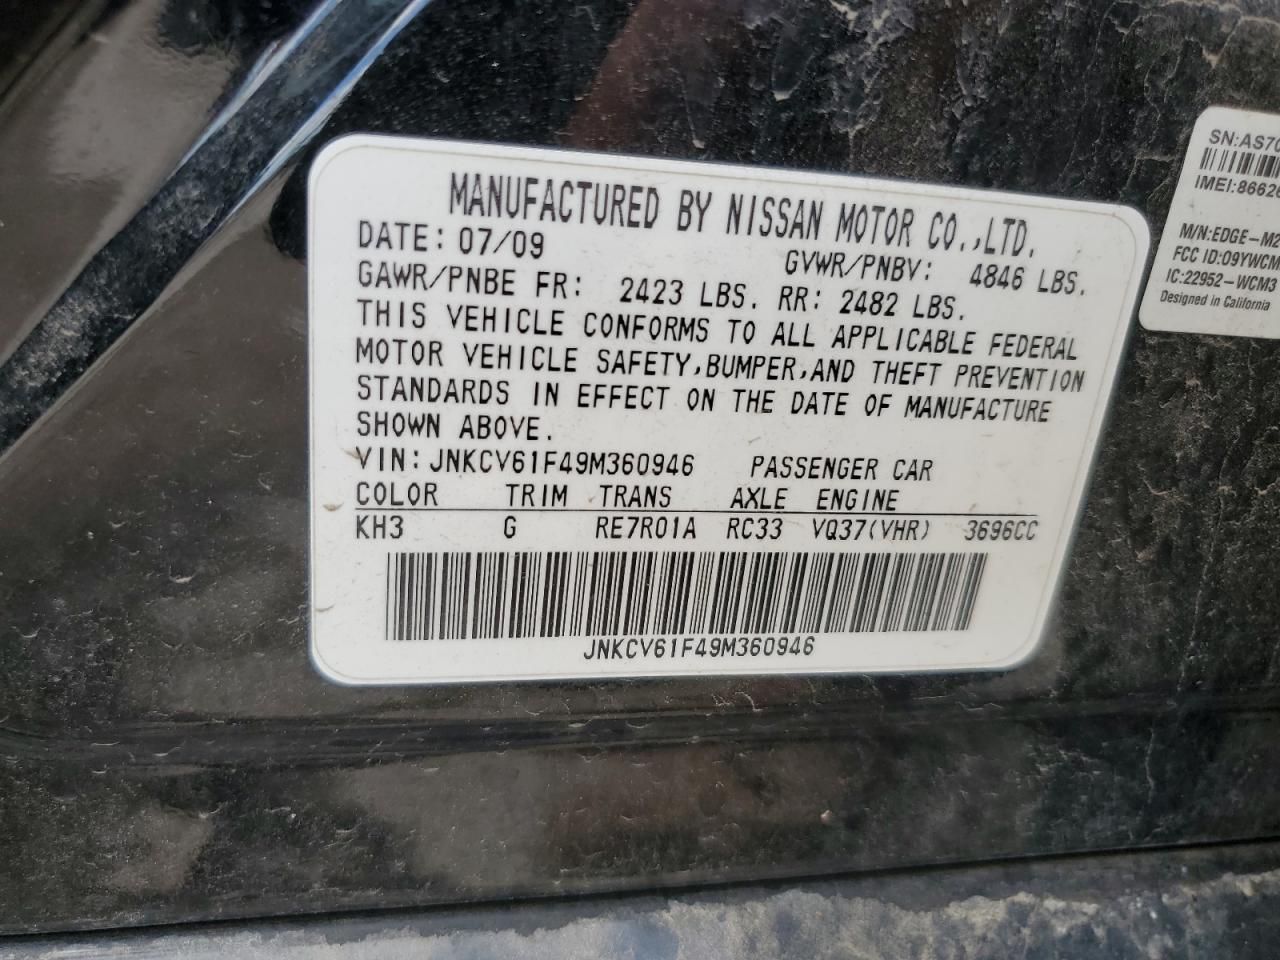 MANUFACTURED BY NISSAN MOTOR CO.,LTD.
DATE: 07/09 GVWR/PNBV: 4846 LBS.
GAWR/PNBE FR: 2423 LBS. RR: 2482 LBS.
THIS VEHICLE CONFORMS TO ALL APPLICABLE FEDERAL
MOTOR VEHICLE SAFETY,BUMPER,AND THEFT PREVENTION
STANDARDS IN EFFECT ON THE DATE OF MANUFACTURE
SHOWN ABOVE.
VIN: JNKCV61F49M360946 PASSENGER CAR
COLOR TRIM TRANS AXLE ENGINE
KH3 G RE7R01A RC33 VQ37(VHR) 3696CC
JNKCV61F49M360946
SN:AS70
IMEI:86620
M/N:EDGE-M2
FCC ID:09YWCM
IC:22952-WCM3
Designed in California